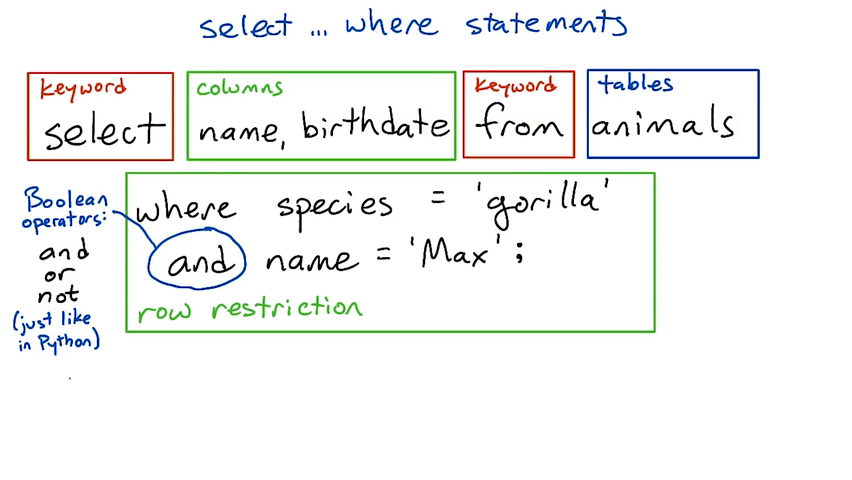 select ... where statements
keyword columns keyword tables
select name, birthdate from animals
Boolean
operators:
and
or
not
(just like
in Python)
where species = 'gorilla'
and name = 'Max' ;
row restriction